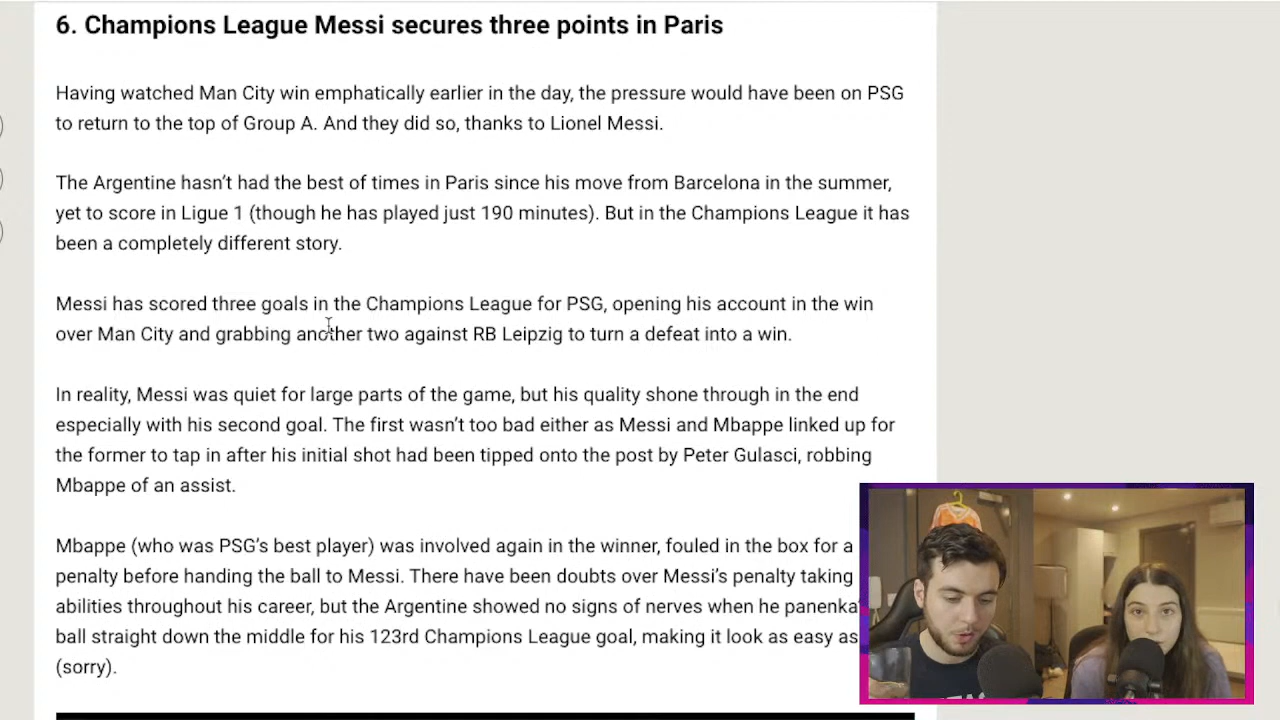 6. Champions League Messi secures three points in Paris
Having watched Man City win emphatically earlier in the day, the pressure would have been on PSG
to return to the top of Group A. And they did so, thanks to Lionel Messi.
The Argentine hasn't had the best of times in Paris since his move from Barcelona in the summer,
yet to score in Ligue 1 (though he has played just 190 minutes). But in the Champions League it has
been a completely different story.
Messi has scored three goals in the Champions League for PSG, opening his account in the win
over Man City and grabbing another two against RB Leipzig to turn a defeat into a win.
In reality, Messi was quiet for large parts of the game, but his quality shone through in the end
especially with his second goal. The first wasn't too bad either as Messi and Mbappe linked up for
the former to tap in after his initial shot had been tipped onto the post by Peter Gulasci, robbing
Mbappe of an assist.
Mbappe (who was PSG's best player) was involved again in the winner, fouled in the box for a
penalty before handing the ball to Messi. There have been doubts over Messi's penalty taking
abilities throughout his career, but the Argentine showed no signs of nerves when he
ball straight down the middle for his 123rd Champions League goal, making it look as easy as
(sorry).